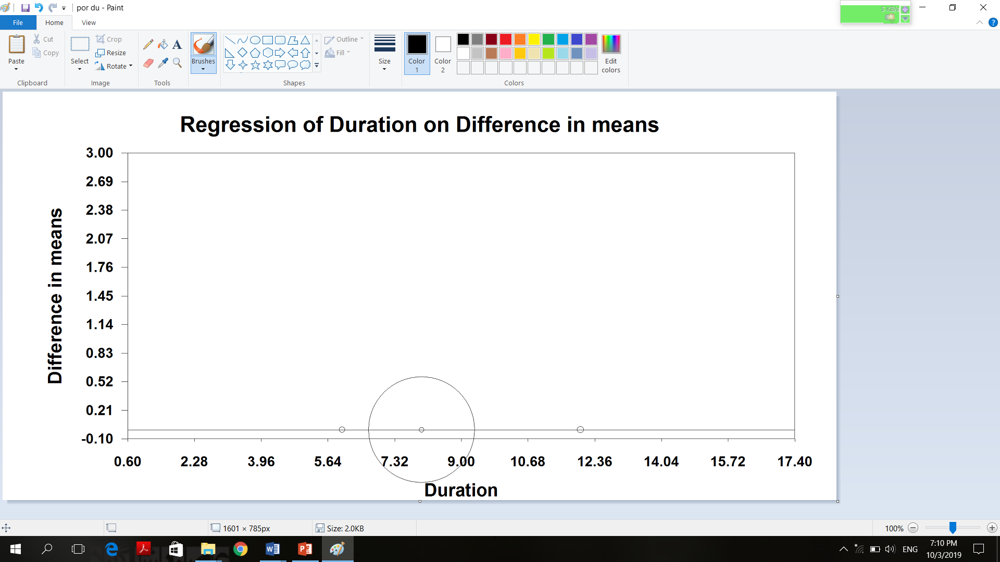 por du - Paint
5 KB/s
File Home View
Paste
Cut
Copy
Clipboard
Select
Crop
Resize
Rotate
Image
A
Tools
Brushes
Outline
Fill
Shapes
Size
Color 1
Color 2
Edit colors
Colors
Regression of Duration on Difference in means
3.00
2.69
2.38
2.07
1.76
1.45
1.14
0.83
0.52
0.21
-0.10
Difference in means
0.60 2.28 3.96 5.64 7.32 9.00 10.68 12.36 14.04 15.72 17.40
Duration
1601 × 785px
Size: 2.0KB
100%
ENG
7:10 PM
10/3/2019